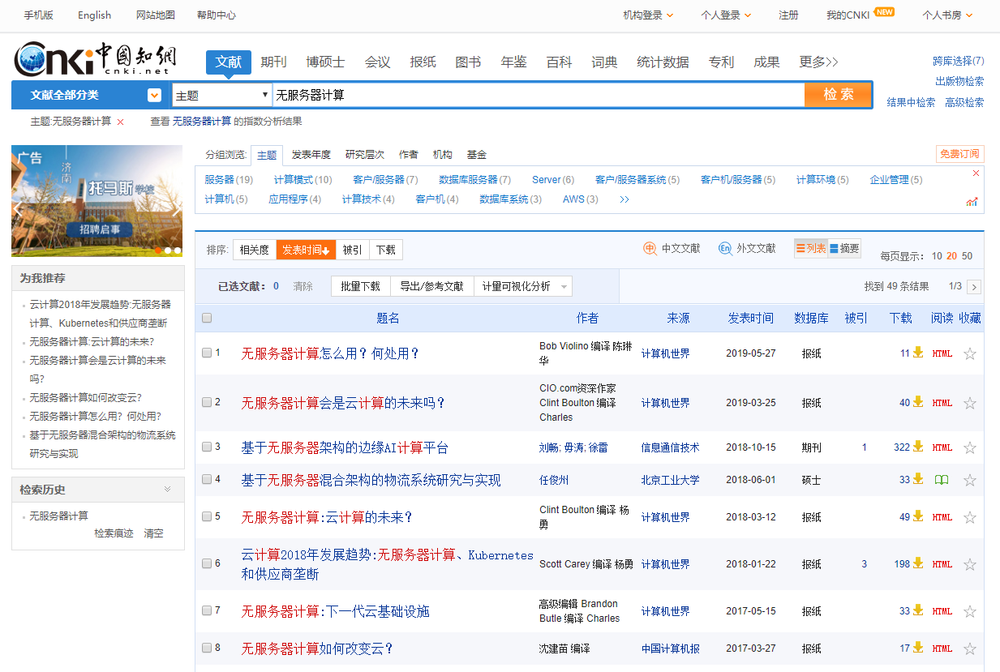 手机版 English 网站地图 帮助中心 机构登录 个人登录 注册 我的CNKI NEW 个人书房
Cnki 中国知网
cnki.net
文献 期刊 博硕士 会议 报纸 图书 年鉴 百科 词典 统计数据 专利 成果 更多>>
跨库选择(7)
出版物检索
文献全部分类 主题 无服务器计算 检 索
结果中检索 高级检索
主题:无服务器计算 × 查看 无服务器计算 的指数分析结果
广告
济南
托马斯学校
招聘启事
分组浏览: 主题 发表年度 研究层次 作者 机构 基金 免费订阅
服务器(19) 计算模式(10) 客户/服务器(7) 数据库服务器(7) Server(6) 客户/服务器系统(5) 客户机/服务器(5) 计算环境(5) 企业管理(5)
计算机(5) 应用程序(4) 计算技术(4) 客户机(4) 数据库系统(3) AWS(3) >>
排序: 相关度 发表时间 被引 下载 中 中文文献 En 外文文献 列表 摘要 每页显示: 10 20 50
已选文献: 0 清除 批量下载 导出/参考文献 计量可视化分析 找到 49 条结果 1/3 >
为我推荐
云计算2018年发展趋势:无服务器
计算、Kubernetes和供应商垄断
无服务器计算:云计算的未来?
无服务器计算会是云计算的未来
吗?
无服务器计算如何改变云?
无服务器计算怎么用? 何处用?
基于无服务器混合架构的物流系统
研究与实现
检索历史
无服务器计算
检索痕迹 清空
题名 作者 来源 发表时间 数据库 被引 下载 阅读 收藏
1 无服务器计算怎么用? 何处用? Bob Violino 编译 陈琳 计算机世界 2019-05-27 报纸 11 HTML
华
2 无服务器计算会是云计算的未来吗? CIO.com资深作家 计算机世界 2019-03-25 报纸 40 HTML
Clint Boulton 编译
Charles
3 基于无服务器架构的边缘AI计算平台 刘畅; 毋涛; 徐雷 信息通信技术 2018-10-15 期刊 1 322 HTML
4 基于无服务器混合架构的物流系统研究与实现 任俊州 北京工业大学 2018-06-01 硕士 33
5 无服务器计算:云计算的未来? Clint Boulton 编译 杨 计算机世界 2018-03-12 报纸 49 HTML
勇
6 云计算2018年发展趋势:无服务器计算、Kubernetes Scott Carey 编译 杨勇 计算机世界 2018-01-22 报纸 3 198 HTML
和供应商垄断
7 无服务器计算:下一代云基础设施 高级编辑 Brandon 计算机世界 2017-05-15 报纸 33 HTML
Butle 编译 Charles
8 无服务器计算如何改变云? 沈建苗 编译 中国计算机报 2017-03-27 报纸 17 HTML